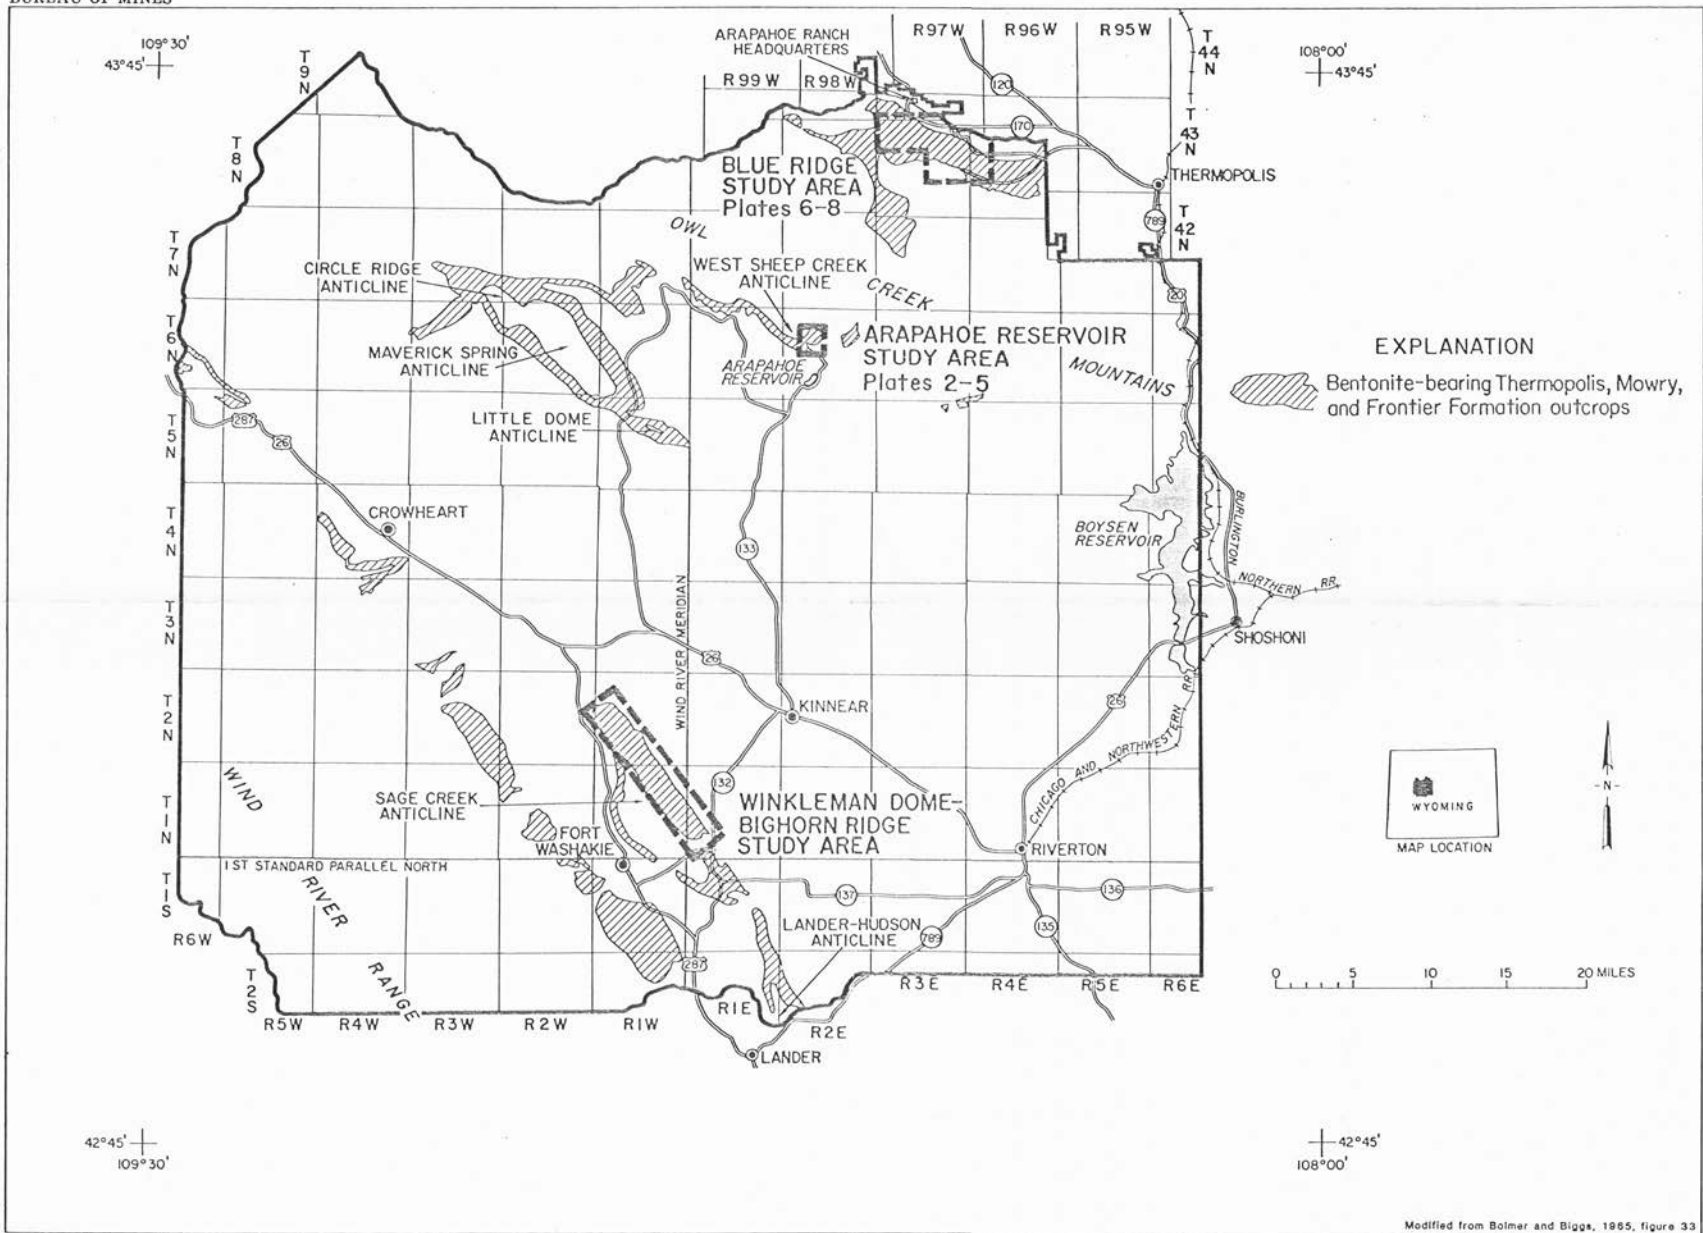 BUREAU OF MINES
109°30'
43°45'
T
9
N
ARAPAHOE RANCH
HEADQUARTERS
R97W
R96W
R95W
T
44
N
108°00'
43°45'
R99W
R98W
120
170
T
43
N
T
8
N
BLUE RIDGE
STUDY AREA
Plates 6-8
THERMOPOLIS
789
T
42
N
OWL
CREEK
MOUNTAINS
T
7
N
CIRCLE RIDGE
ANTICLINE
WEST SHEEP CREEK
ANTICLINE
20
T
6
N
MAVERICK SPRING
ANTICLINE
ARAPAHOE
RESERVOIR
ARAPAHOE RESERVOIR
STUDY AREA
Plates 2-5
EXPLANATION
Bentonite-bearing Thermopolis, Mowry,
and Frontier Formation outcrops
LITTLE DOME
ANTICLINE
T
5
N
287
26
CROWHEART
T
4
N
133
BOYSEN
RESERVOIR
BURLINGTON
NORTHERN RR.
T
3
N
WIND RIVER MERIDIAN
26
SHOSHONI
T
2
N
KINNEAR
26
CHICAGO AND NORTHWESTERN RR
132
WIND
RIVER
RANGE
SAGE CREEK
ANTICLINE
WINKLEMAN DOME-
BIGHORN RIDGE
STUDY AREA
T
I
N
FORT
WASHAKIE
RIVERTON
WYOMING
MAP LOCATION
-N-
1ST STANDARD PARALLEL NORTH
T
I
S
137
136
R6W
LANDER-HUDSON
ANTICLINE
789
135
T
2
S
287
R3E
R4E
R5E
R6E
0 5 10 15 20 MILES
R5W
R4W
R3W
R2W
R1W
R1E
R2E
LANDER
42°45'
109°30'
42°45'
108°00'
Modified from Bolmer and Biggs, 1965, figure 33